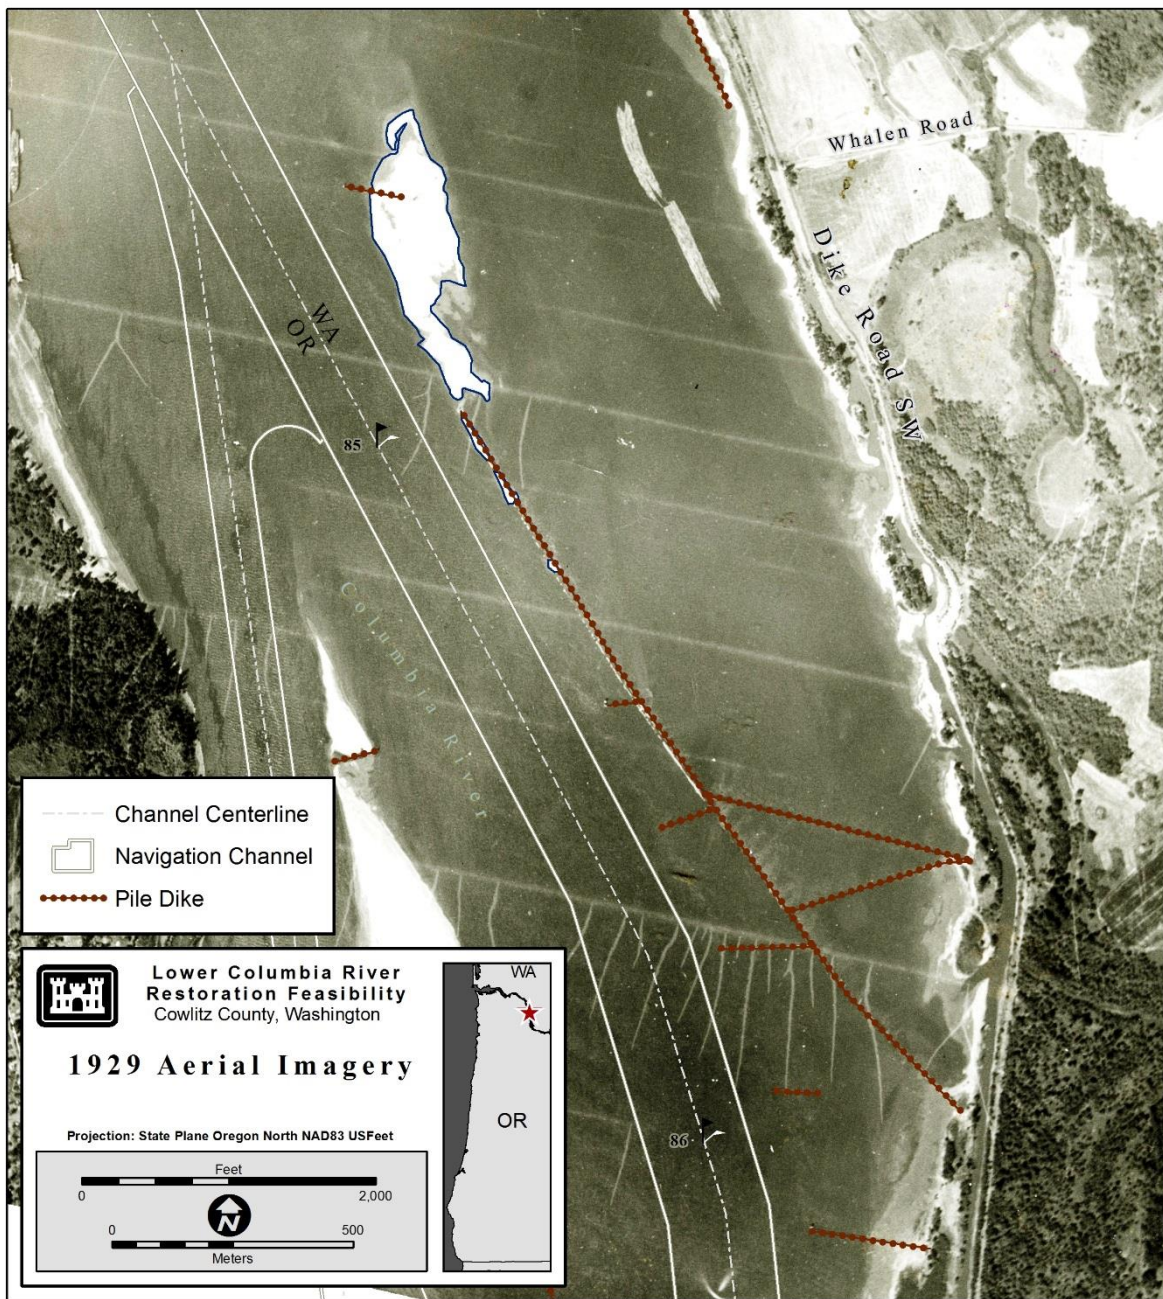 Whalen Road
Dike Road SW
WA
OR
85
Columbia River
Channel Centerline
Navigation Channel
Pile Dike
86
Lower Columbia River
Restoration Feasibility
Cowlitz County, Washington
1929 Aerial Imagery
Projection: State Plane Oregon North NAD83 USFeet
Feet
0 2,000
N
0 500
Meters
WA
OR